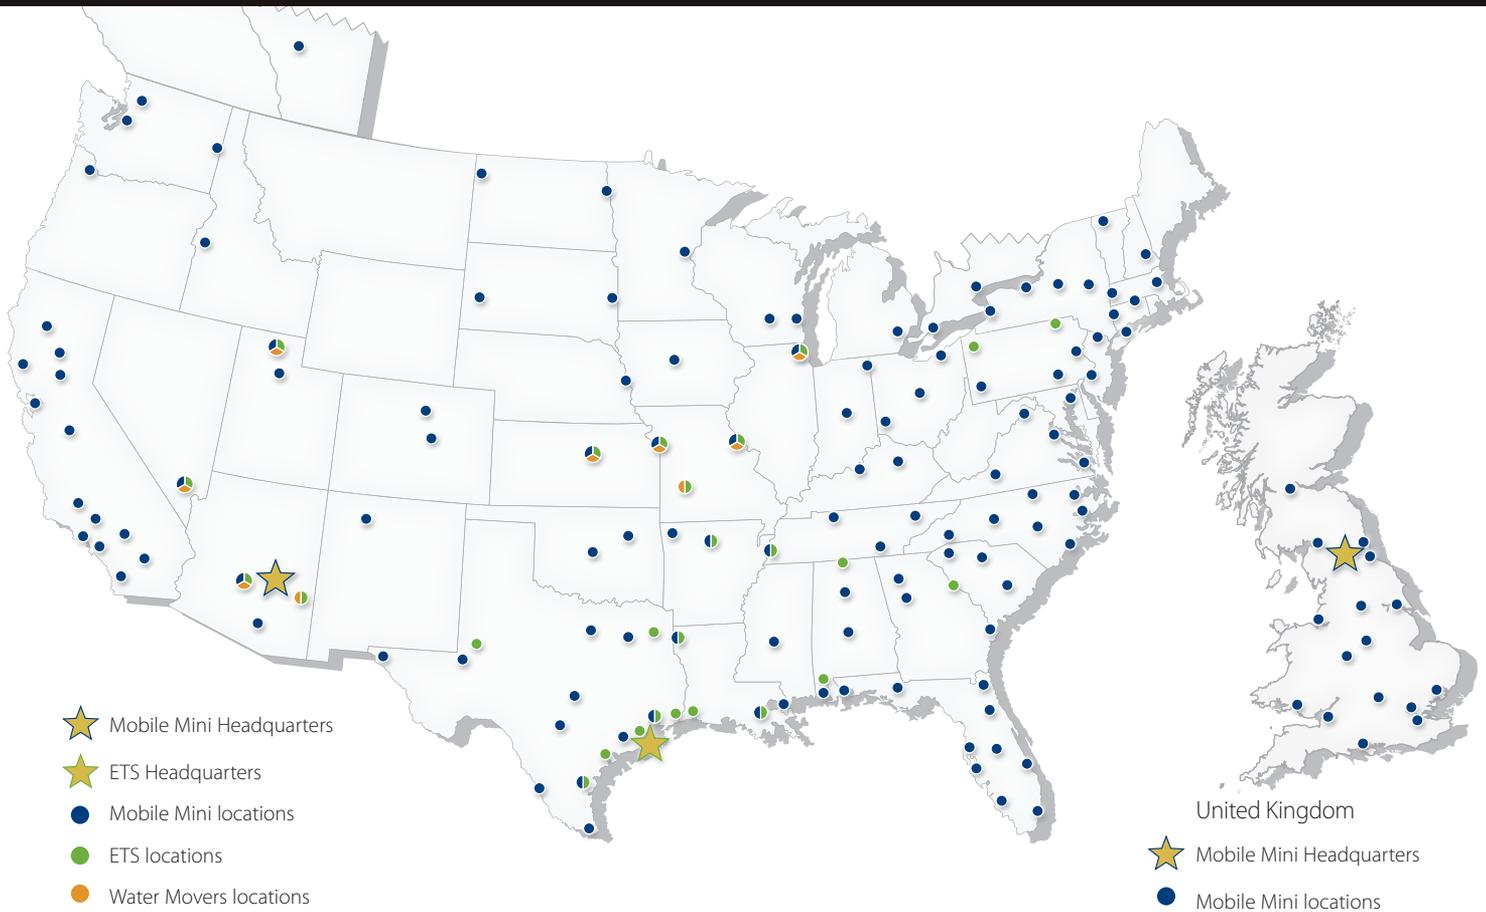 Mobile Mini Headquarters
ETS Headquarters
Mobile Mini locations
ETS locations
Water Movers locations
United Kingdom
Mobile Mini Headquarters
Mobile Mini locations